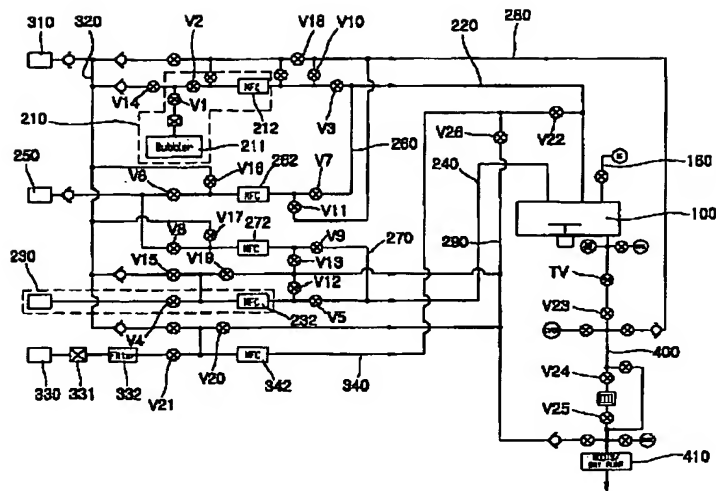 310
320
V2
V18
V10
220
280
MFC
V14
V1
212
V3
210
V26
V22
Bubbler
211
260
240
160
V16
250
V6
262
V7
MFC
V11
100
V17
290
V8
272
V9
MFC
V13
270
230
V15
V19
V12
TV
V23
MFC
V4
232
V5
400
Filter
MFC
V24
330
331
332
V21
V20
342
340
V25
410